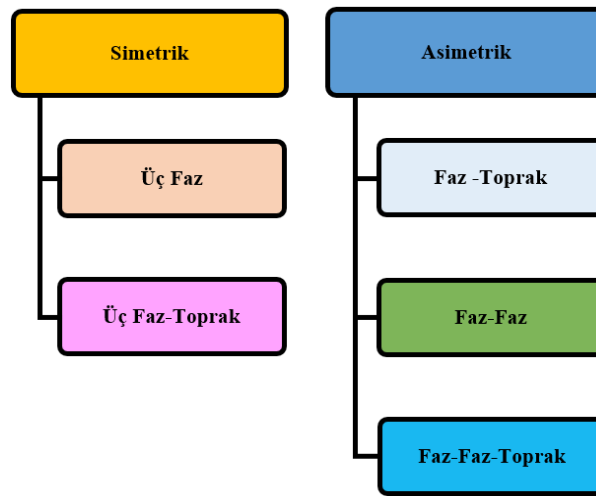 Simetrik
Üç Faz
Üç Faz-Toprak
Asimetrik
Faz -Toprak
Faz-Faz
Faz-Faz-Toprak